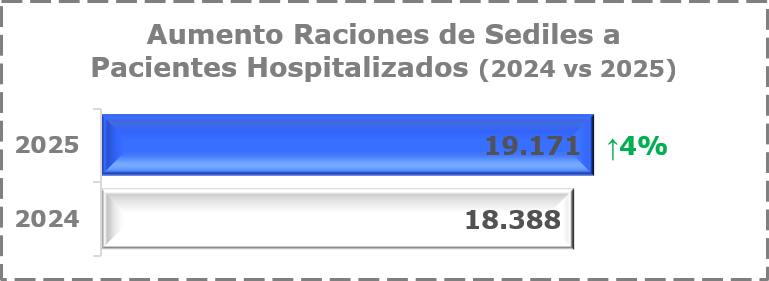 Aumento Raciones de Sediles a
Pacientes Hospitalizados (2024 vs 2025)
2025 19.171 ↑4%
2024 18.388